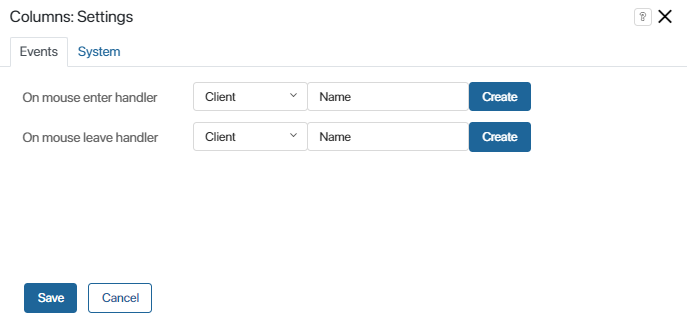 Columns: Settings ?
Events System
On mouse enter handler Client Name Create
On mouse leave handler Client Name Create
Save Cancel